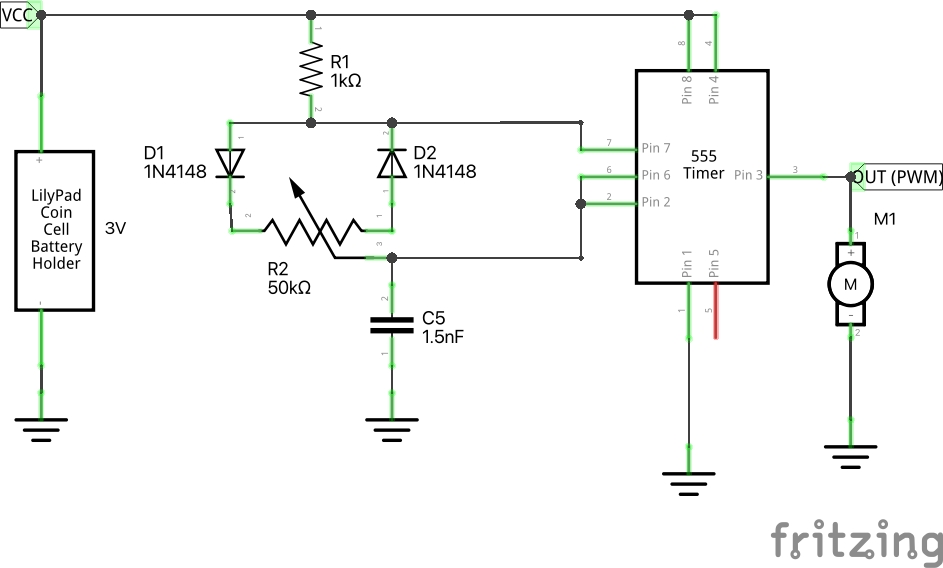 VCC
1
R1
1kΩ
2
8
4
Pin 8
Pin 4
D1
1N4148
1
2
2
D2
1N4148
1
7
Pin 7
6
Pin 6
2
Pin 2
555
Timer
Pin 3
3
OUT (PWM)
+
LilyPad
Coin
Cell
Battery
Holder
-
3V
2
1
3
R2
50kΩ
M1
1
+
M
-
2
Pin 1
Pin 5
1
5
2
C5
1.5nF
1
fritzing